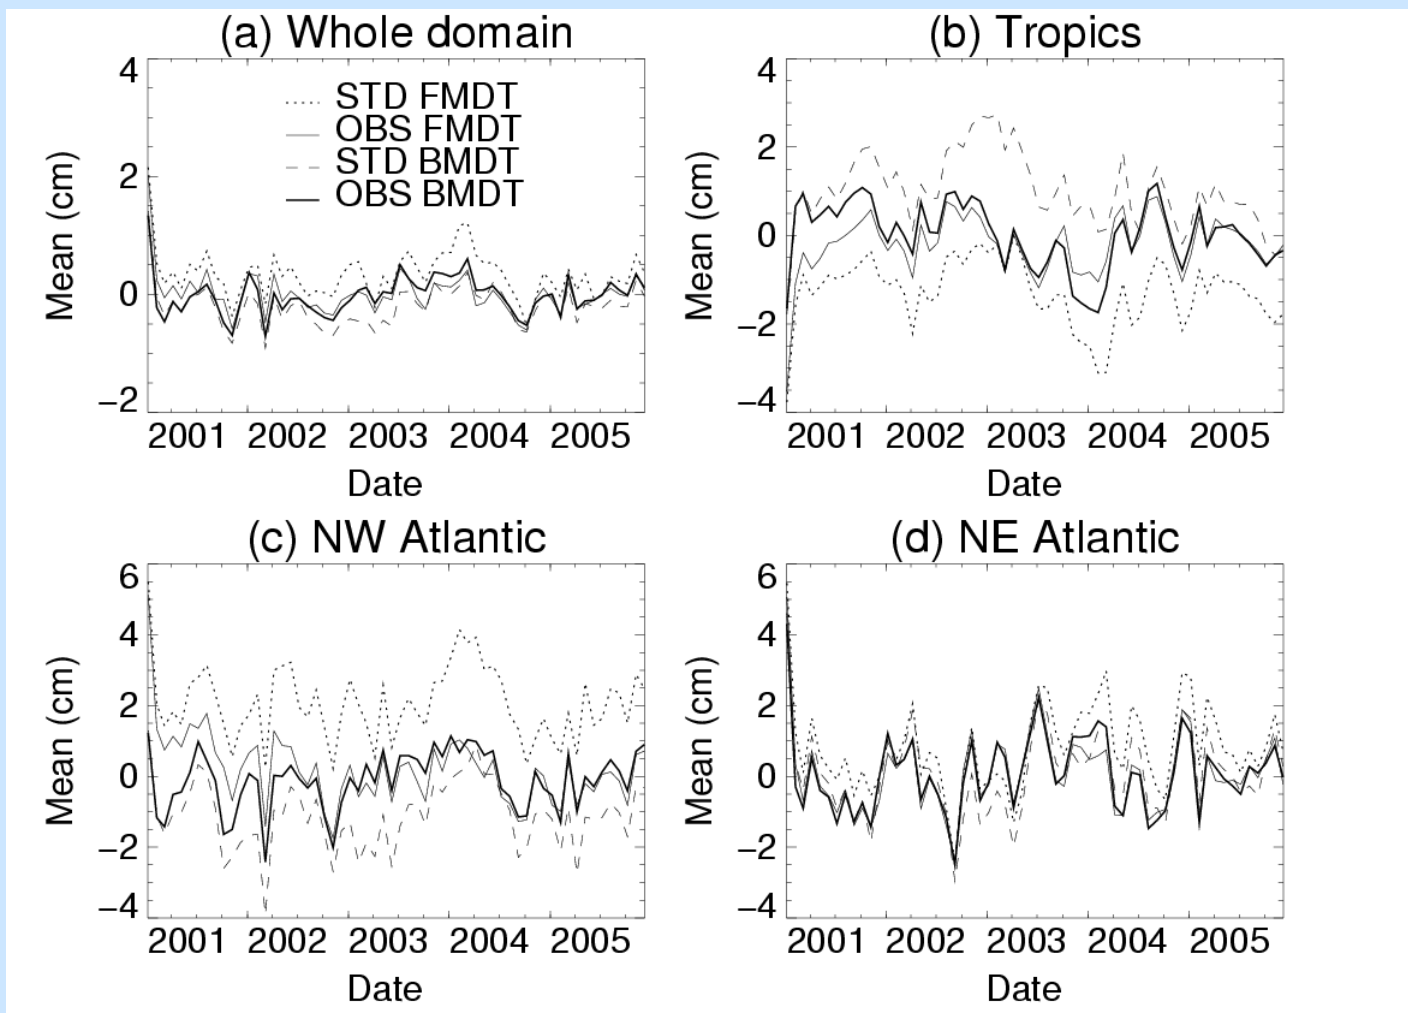 (a) Whole domain
4
2
0
−2
Mean (cm)
STD FMDT
OBS FMDT
STD BMDT
OBS BMDT
2001 2002 2003 2004 2005
Date
(b) Tropics
4
2
0
−2
−4
Mean (cm)
2001 2002 2003 2004 2005
Date
(c) NW Atlantic
6
4
2
0
−2
−4
Mean (cm)
2001 2002 2003 2004 2005
Date
(d) NE Atlantic
6
4
2
0
−2
−4
Mean (cm)
2001 2002 2003 2004 2005
Date